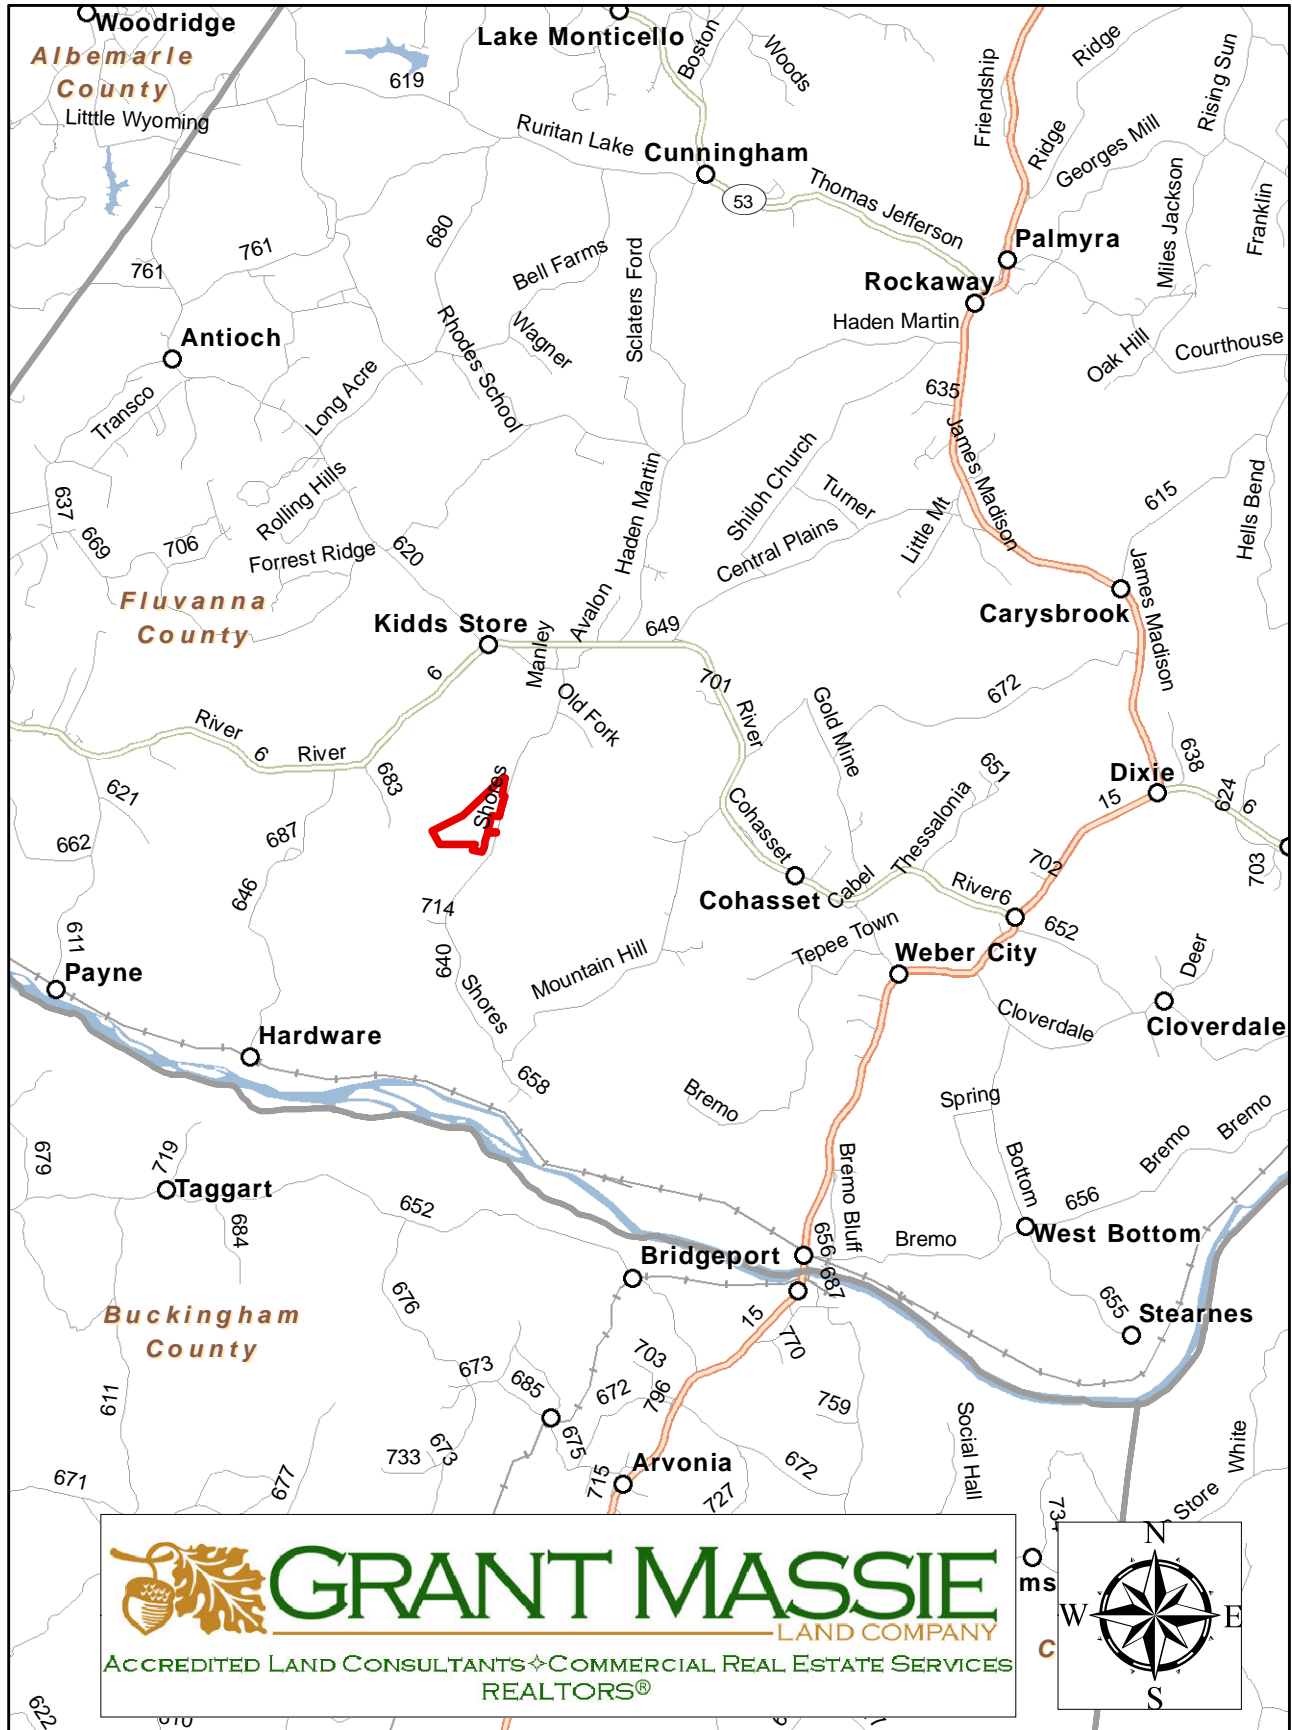 Woodridge
Lake Monticello
Albemarle
County
Litttle Wyoming
619
Boston
Woods
Friendship
Ridge
Rising Sun
Ruritan Lake
Cunningham
53
Thomas Jefferson
Ridge
Georges Mill
Miles Jackson
Franklin
680
761
761
Bell Farms
Sclaters Ford
Palmyra
Rockaway
Haden Martin
Antioch
Rhodes School
Wagner
Oak Hill
Courthouse
Transco
Long Acre
635
James Madison
637
669
706
Rolling Hills
Forrest Ridge
620
Haden Martin
Shiloh Church
Turner
Central Plains
Little Mt
615
Hells Bend
Fluvanna
County
Kidds Store
Manley
Avalon
649
Carysbrook
James Madison
6
701
River
672
Old Fork
Gold Mine
River
6
River
683
Shores
651
Dixie
638
624
6
15
621
662
687
646
Cohasset
Thessalonia
702
703
Cohasset
Cabel
River6
714
611
Payne
640
Shores
Mountain Hill
Tepee Town
Weber City
652
Deer
Cloverdale
Cloverdale
Hardware
658
Bremo
Spring
Bottom
Bremo
Bremo
679
719
Taggart
652
684
Bremo Bluff
656
656
West Bottom
Bremo
Bridgeport
687
676
Buckingham
County
15
770
655
Stearnes
703
673
685
672
796
759
611
733
673
675
Arvonia
672
Social Hall
White
671
677
715
727
Store
734
GRANT MASSIE
LAND COMPANY
ACCREDITED LAND CONSULTANTS✧COMMERCIAL REAL ESTATE SERVICES
REALTORS®
ms
C
N
W
E
S
622
610